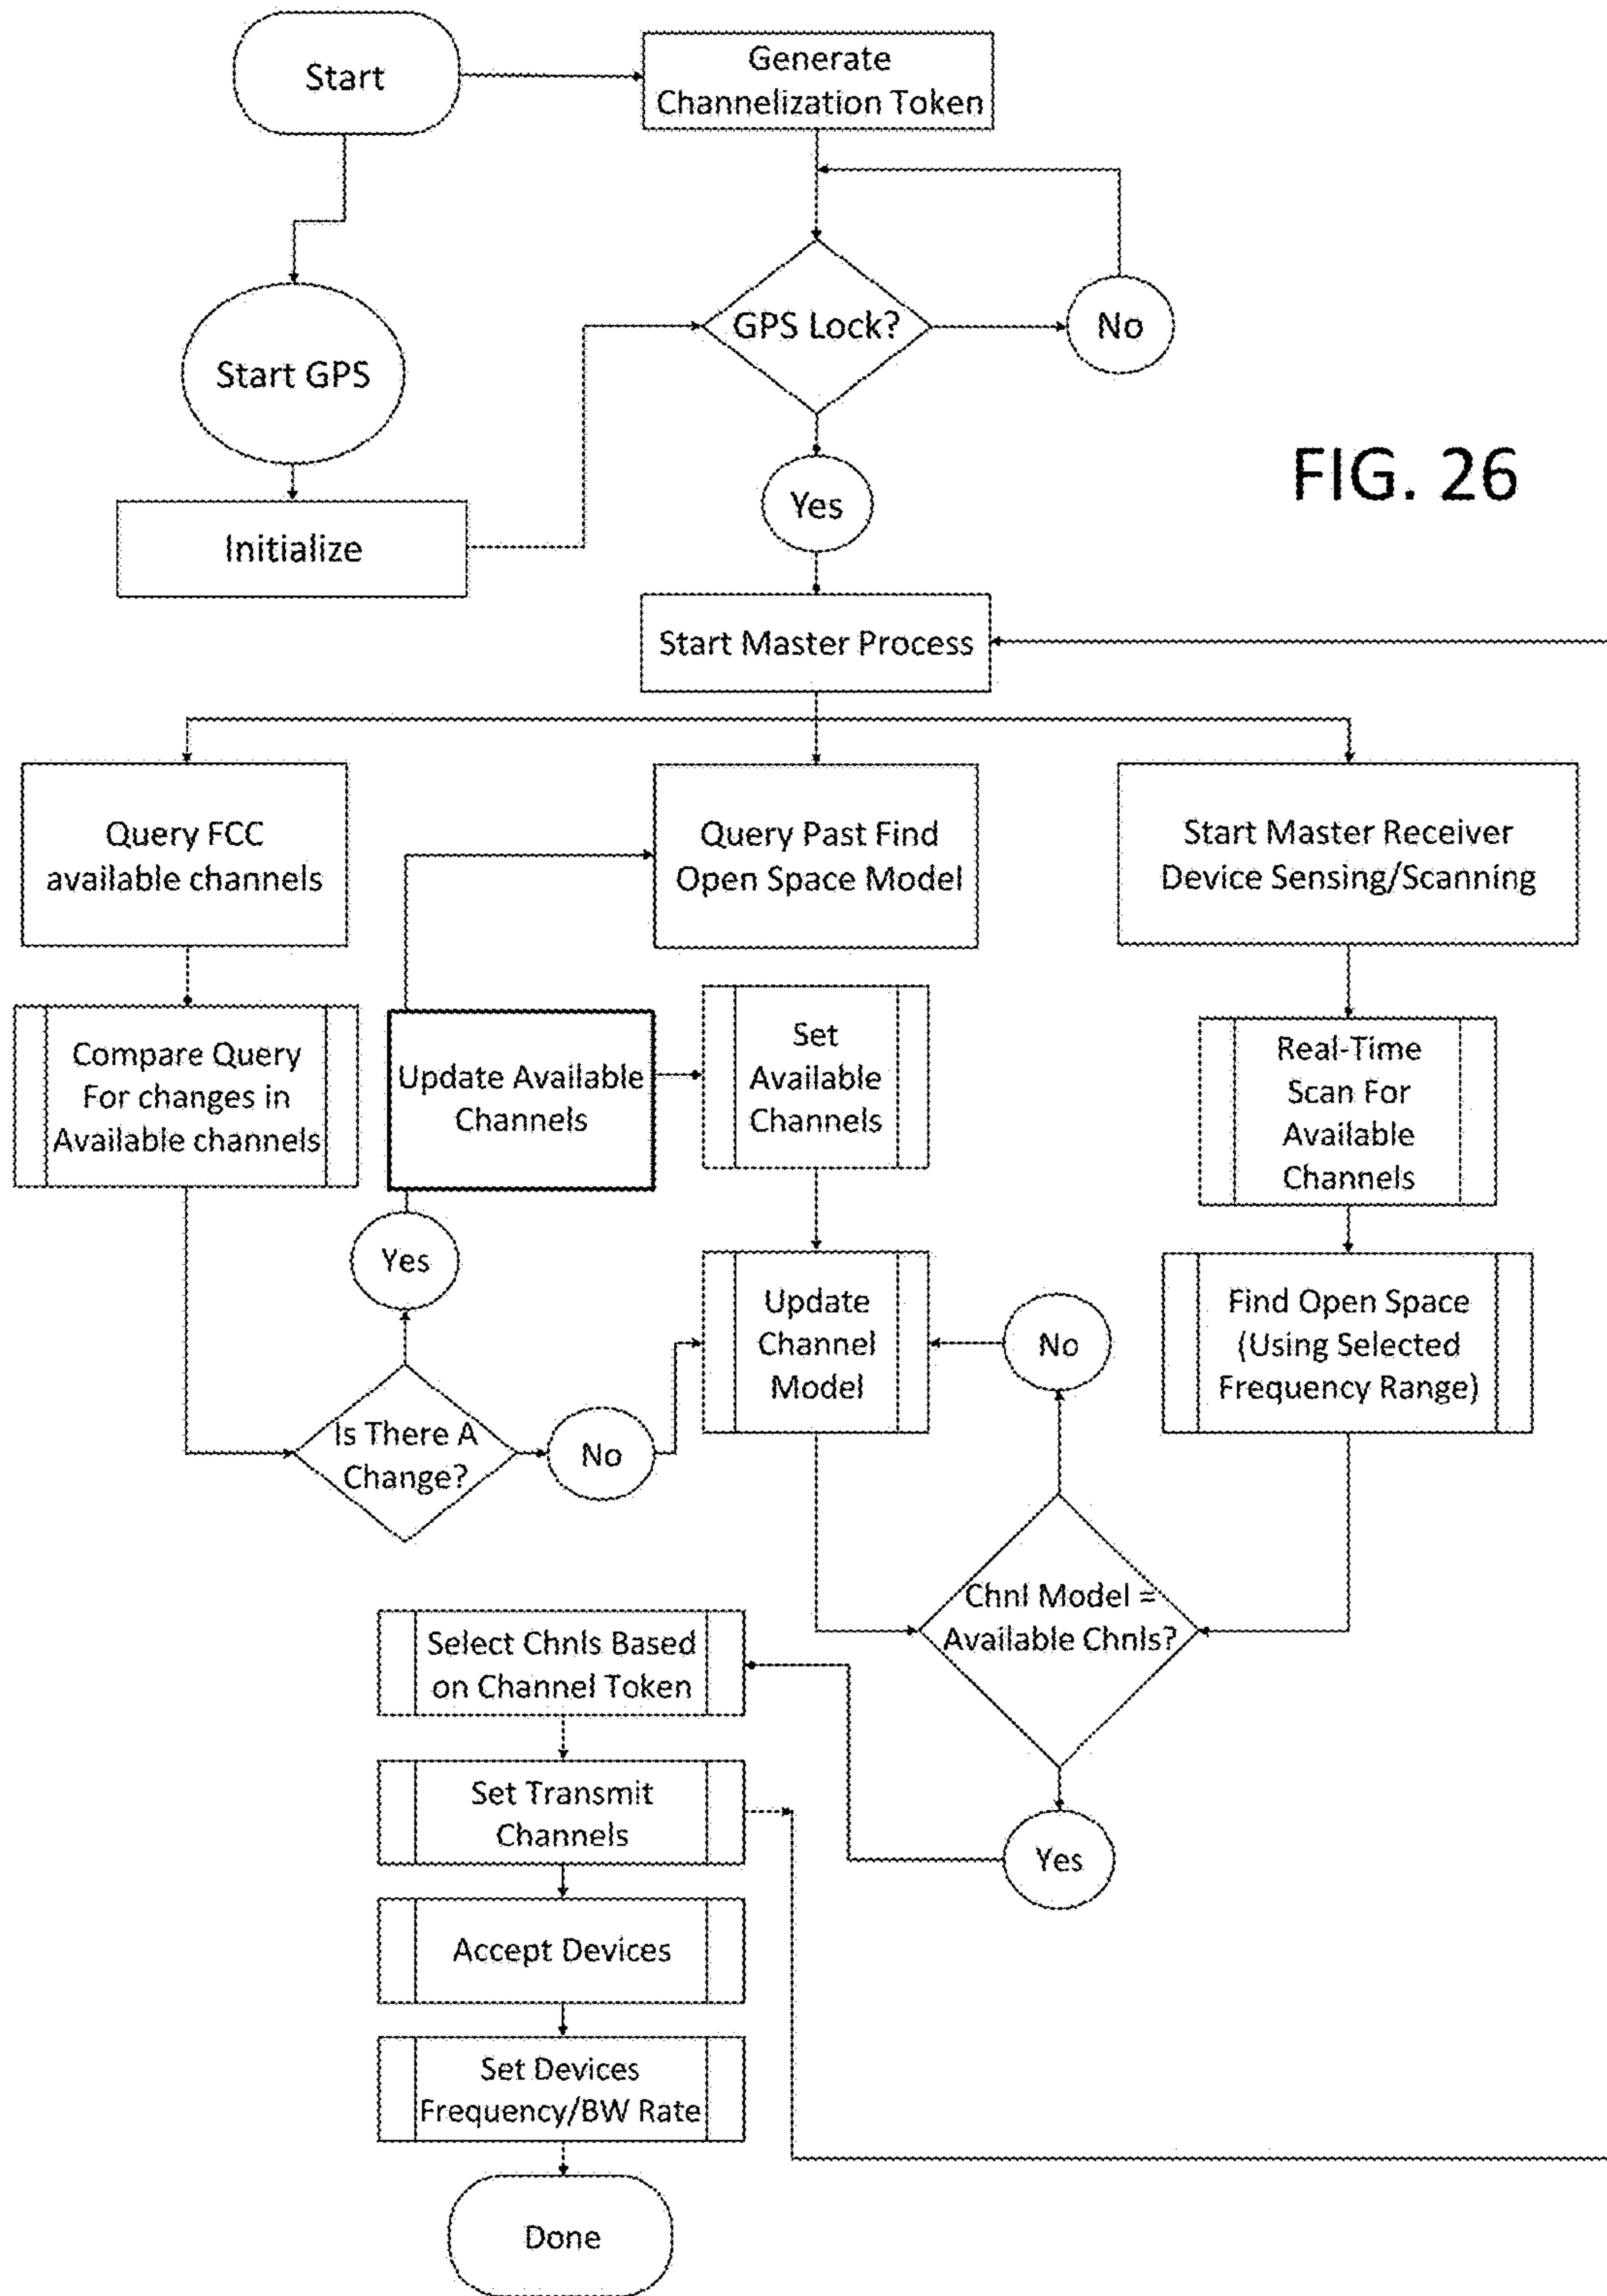 Start
Generate
Channelization Token
GPS Lock?
No
Start GPS
Yes
FIG. 26
Initialize
Start Master Process
Query FCC
available channels
Query Past Find
Open Space Model
Start Master Receiver
Device Sensing/Scanning
Compare Query
For changes in
Available channels
Update Available
Channels
Set
Available
Channels
Real-Time
Scan For
Available
Channels
Yes
Update
Channel
Model
No
Find Open Space
(Using Selected
Frequency Range)
Is There A
Change?
No
Chnl Model =
Available Chnls?
Select Chnls Based
on Channel Token
Set Transmit
Channels
Yes
Accept Devices
Set Devices
Frequency/BW Rate
Done